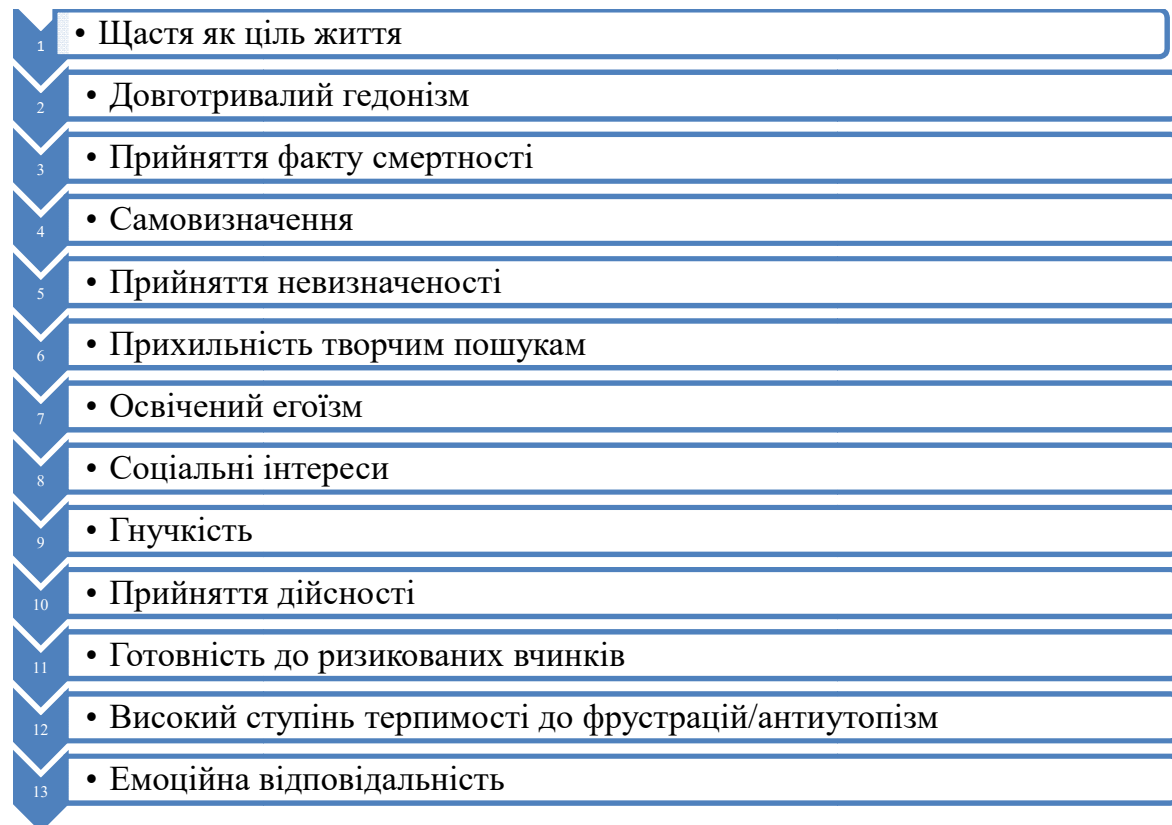 1 • Щастя як ціль життя
2 • Довготривалий гедонізм
3 • Прийняття факту смертності
4 • Самовизначення
5 • Прийняття невизначеності
6 • Прихильність творчим пошукам
7 • Освічений егоїзм
8 • Соціальні інтереси
9 • Гнучкість
10 • Прийняття дійсності
11 • Готовність до ризикованих вчинків
12 • Високий ступінь терпимості до фрустрацій/антиутопізм
13 • Емоційна відповідальність